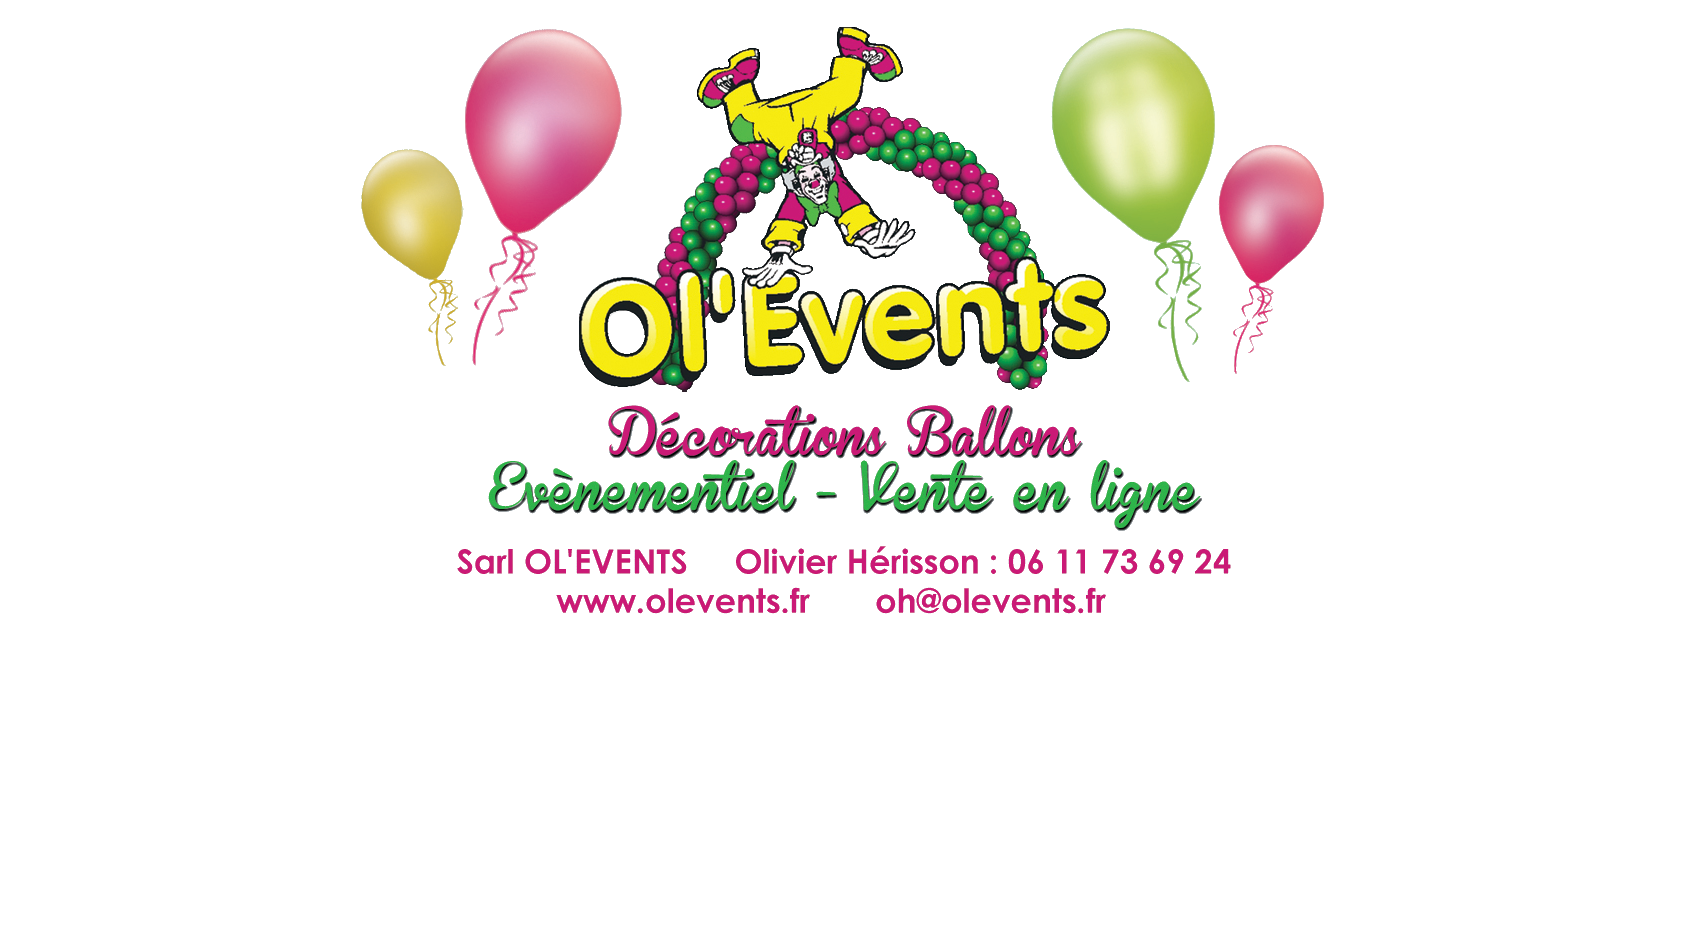 Ol'Events
Décorations Ballons
Evènementiel - Vente en ligne
Sarl OL'EVENTS Olivier Hérisson : 06 11 73 69 24
www.olevents.fr oh@olevents.fr